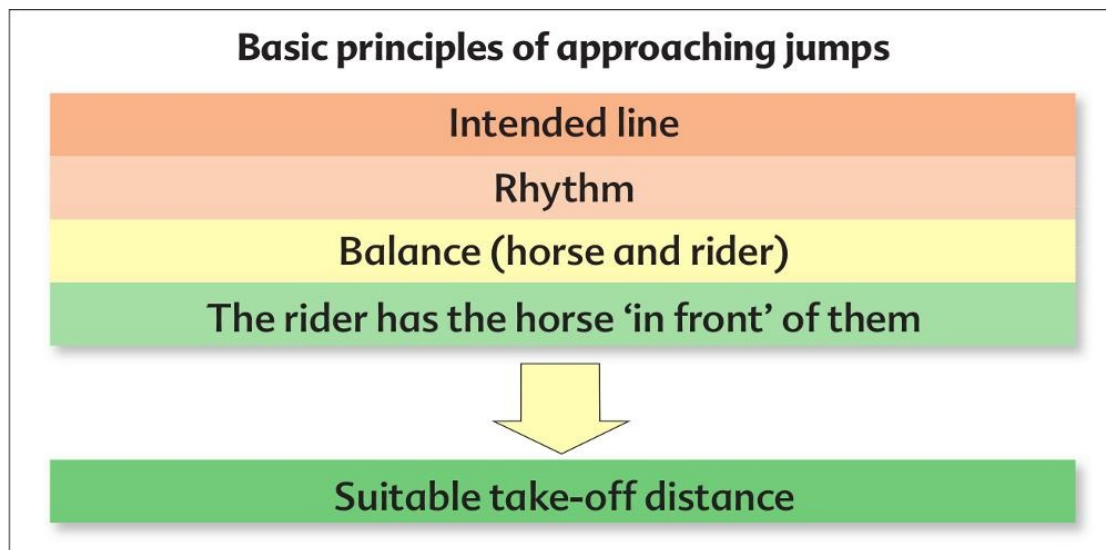 Basic principles of approaching jumps
Intended line
Rhythm
Balance (horse and rider)
The rider has the horse ‘in front’ of them
Suitable take-off distance